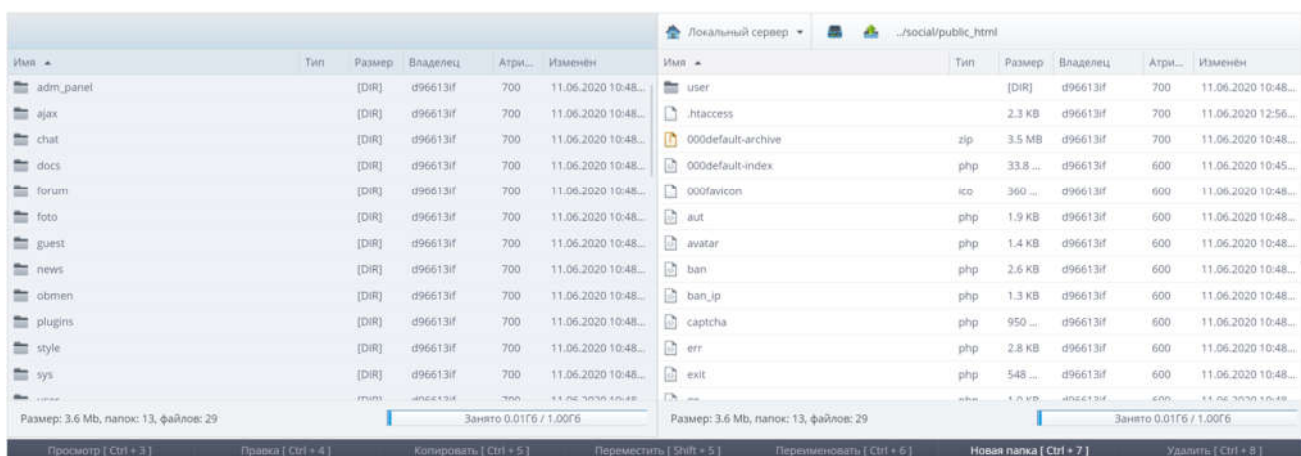 Локальный сервер
../social/public_html
Имя Тип Размер Владелец Атри... Изменён
adm_panel [DIR] d96613if 700 11.06.2020 10:48...
ajax [DIR] d96613if 700 11.06.2020 10:48...
chat [DIR] d96613if 700 11.06.2020 10:48...
docs [DIR] d96613if 700 11.06.2020 10:48...
forum [DIR] d96613if 700 11.06.2020 10:48...
foto [DIR] d96613if 700 11.06.2020 10:48...
guest [DIR] d96613if 700 11.06.2020 10:48...
news [DIR] d96613if 700 11.06.2020 10:48...
obmen [DIR] d96613if 700 11.06.2020 10:48...
plugins [DIR] d96613if 700 11.06.2020 10:48...
style [DIR] d96613if 700 11.06.2020 10:48...
sys [DIR] d96613if 700 11.06.2020 10:48...
Размер: 3.6 Mb, папок: 13, файлов: 29
Занято 0.01Гб / 1.00Гб
Имя Тип Размер Владелец Атри... Изменён
user [DIR] d96613if 700 11.06.2020 10:48...
.htaccess 2.3 KB d96613if 700 11.06.2020 12:56...
000default-archive zip 3.5 MB d96613if 700 11.06.2020 10:48...
000default-index php 33.8 ... d96613if 600 11.06.2020 10:45...
000favicon ico 360 ... d96613if 600 11.06.2020 10:48...
aut php 1.9 KB d96613if 600 11.06.2020 10:48...
avatar php 1.4 KB d96613if 600 11.06.2020 10:48...
ban php 2.6 KB d96613if 600 11.06.2020 10:48...
ban_ip php 1.3 KB d96613if 600 11.06.2020 10:48...
captcha php 950 ... d96613if 600 11.06.2020 10:48...
err php 2.8 KB d96613if 600 11.06.2020 10:48...
exit php 548 ... d96613if 600 11.06.2020 10:48...
Размер: 3.6 Mb, папок: 13, файлов: 29
Занято 0.01Гб / 1.00Гб
Просмотр [ Ctrl + 3 ] Правка [ Ctrl + 4 ] Копировать [ Ctrl + 5 ] Переместить [ Shift + 5 ] Переименовать [ Ctrl + 6 ] Новая папка [ Ctrl + 7 ] Удалить [ Ctrl + 8 ]